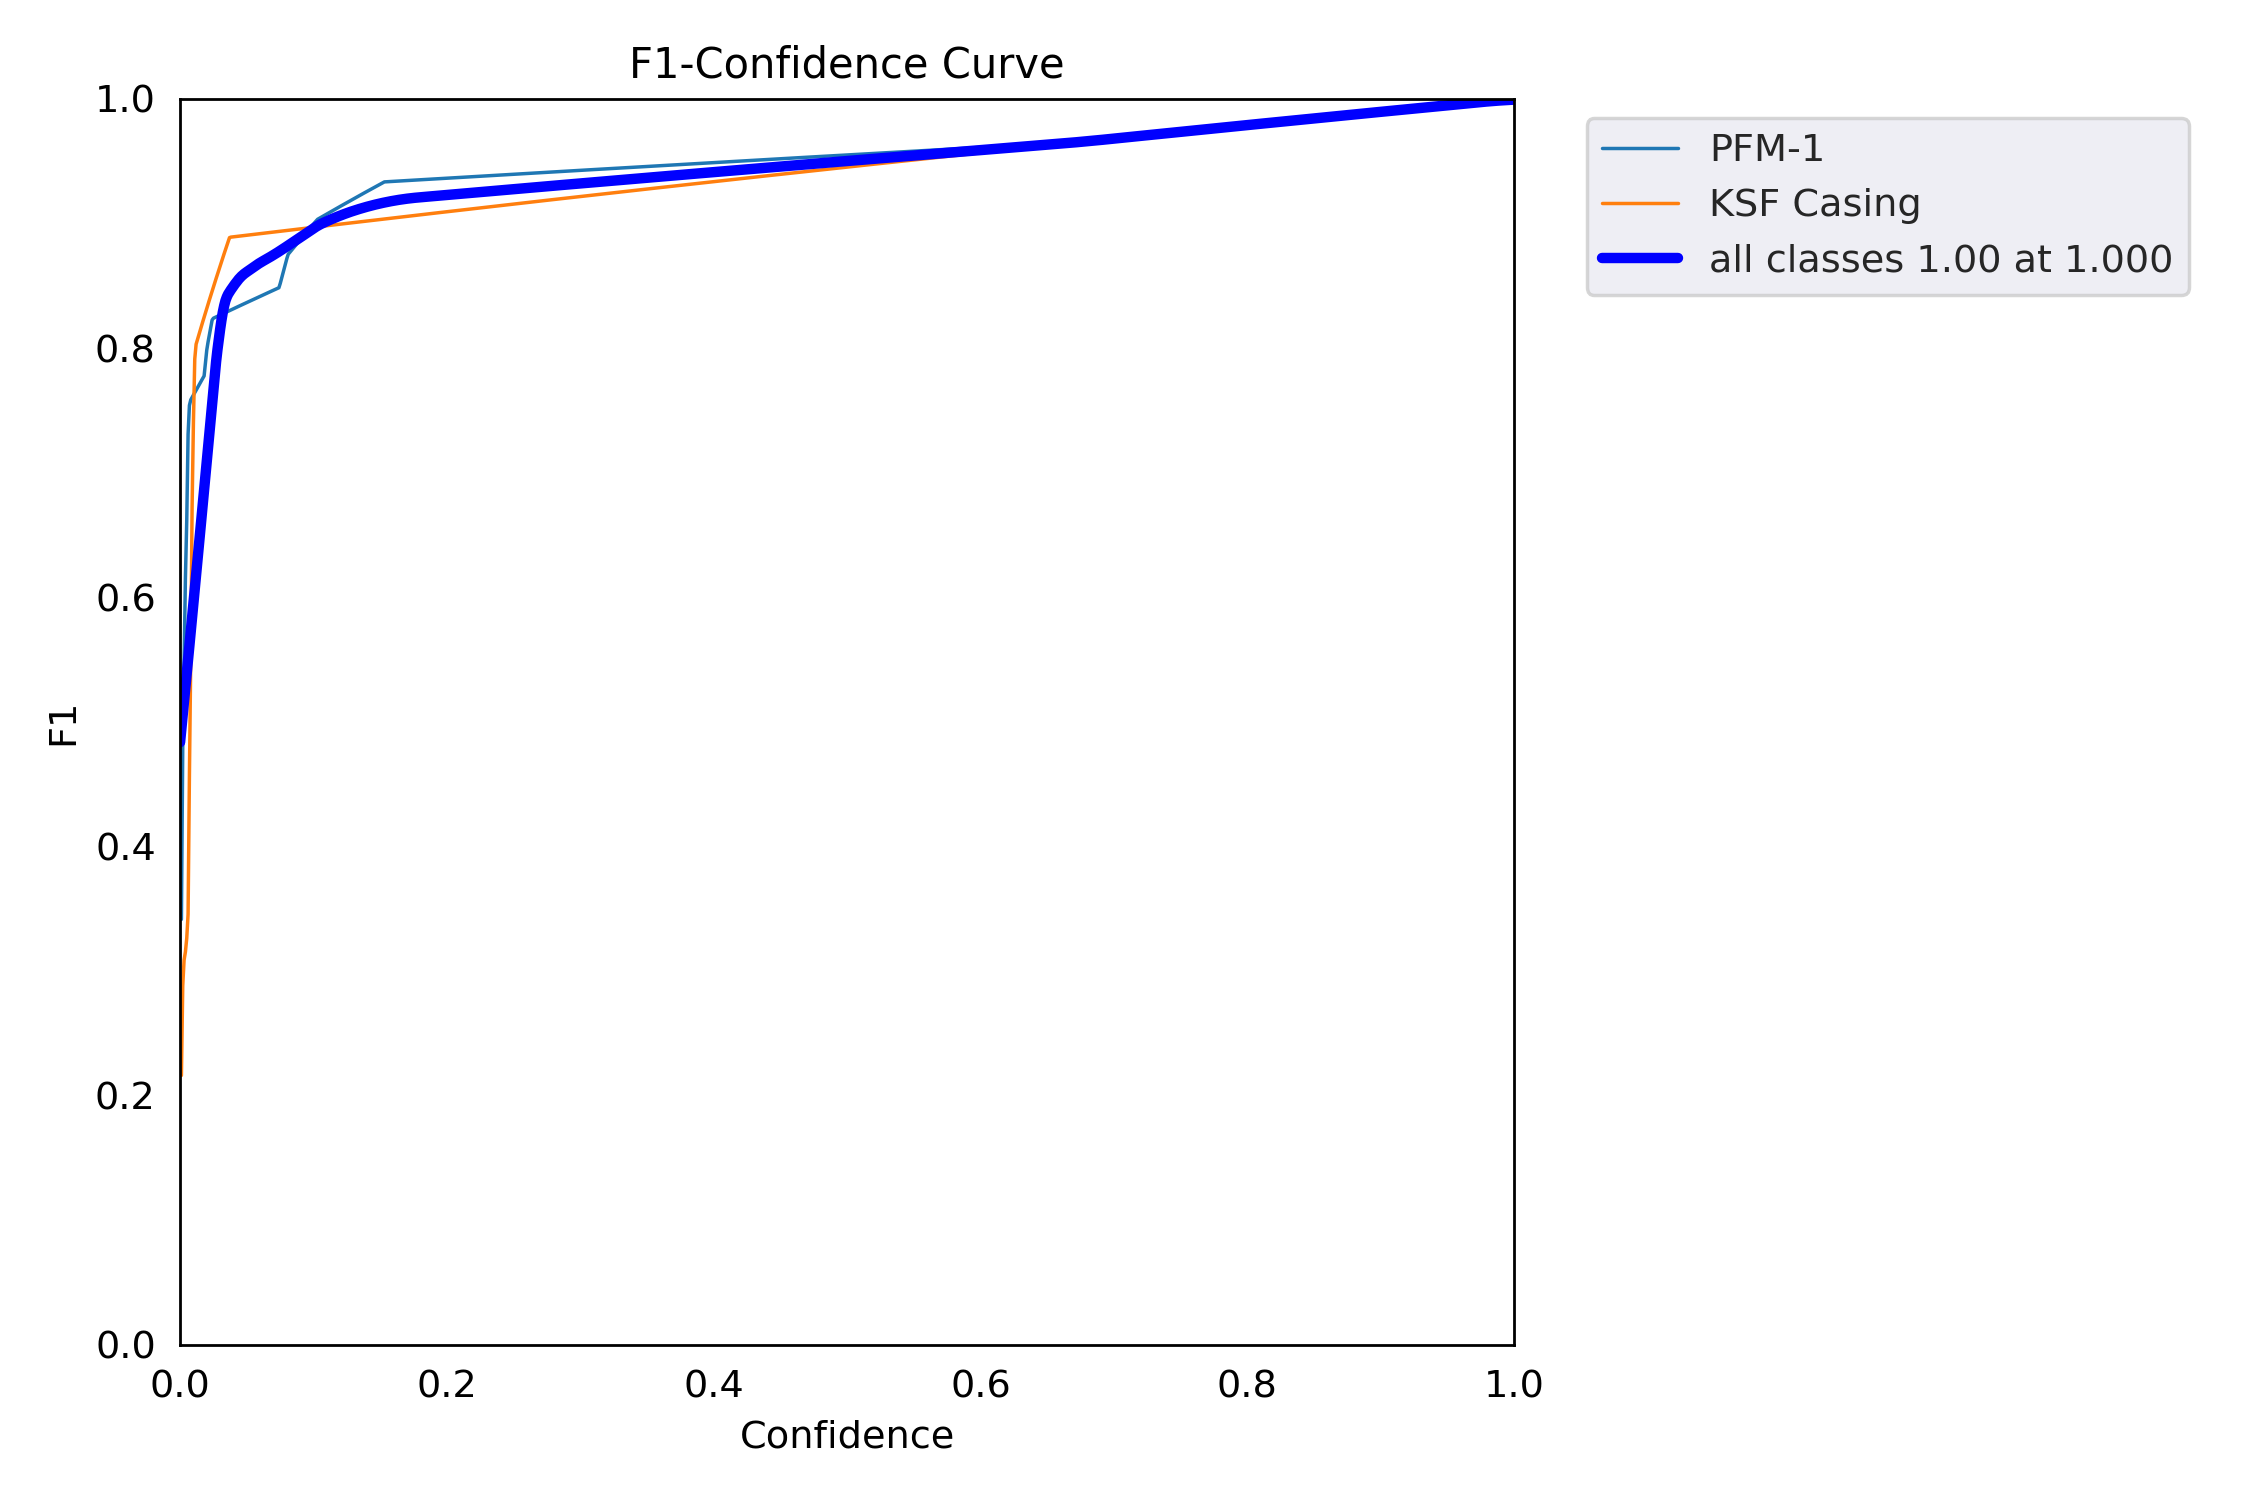 F1-Confidence Curve
1.0
0.8
0.6
0.4
0.2
0.0
F1
0.0 0.2 0.4 0.6 0.8 1.0
Confidence
PFM-1
KSF Casing
all classes 1.00 at 1.000